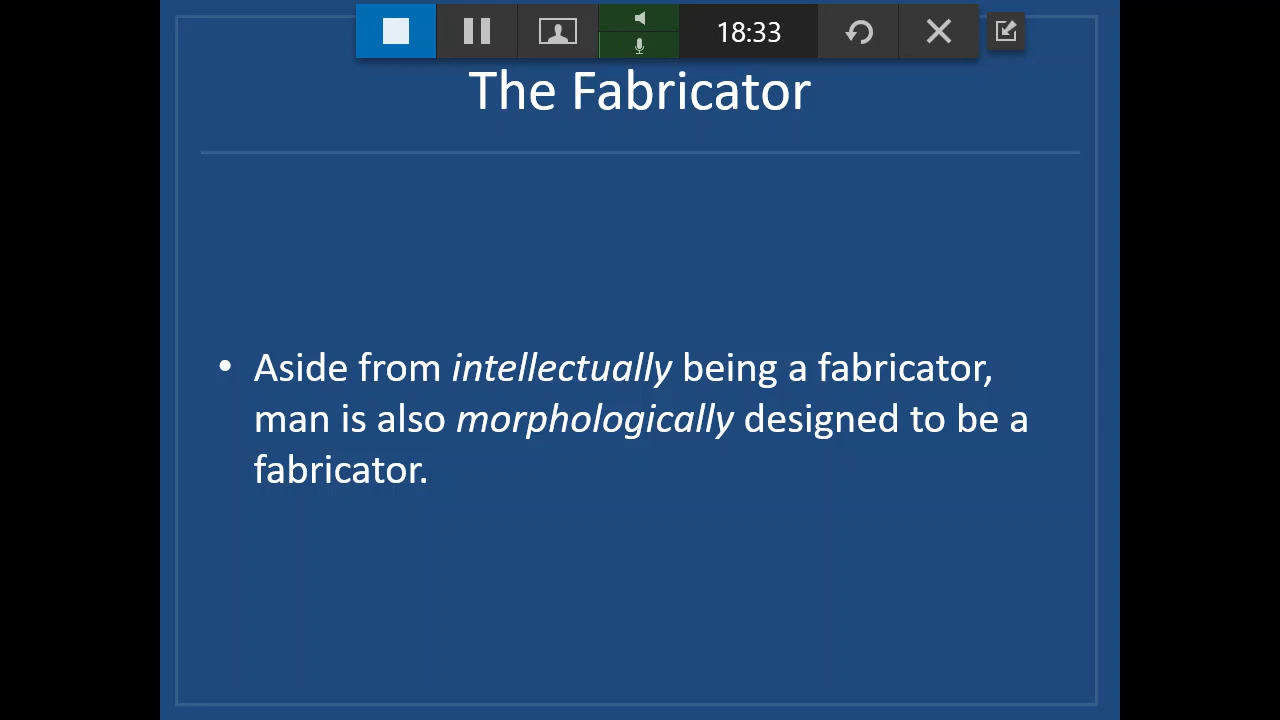 18:33
The Fabricator
• Aside from intellectually being a fabricator,
man is also morphologically designed to be a
fabricator.